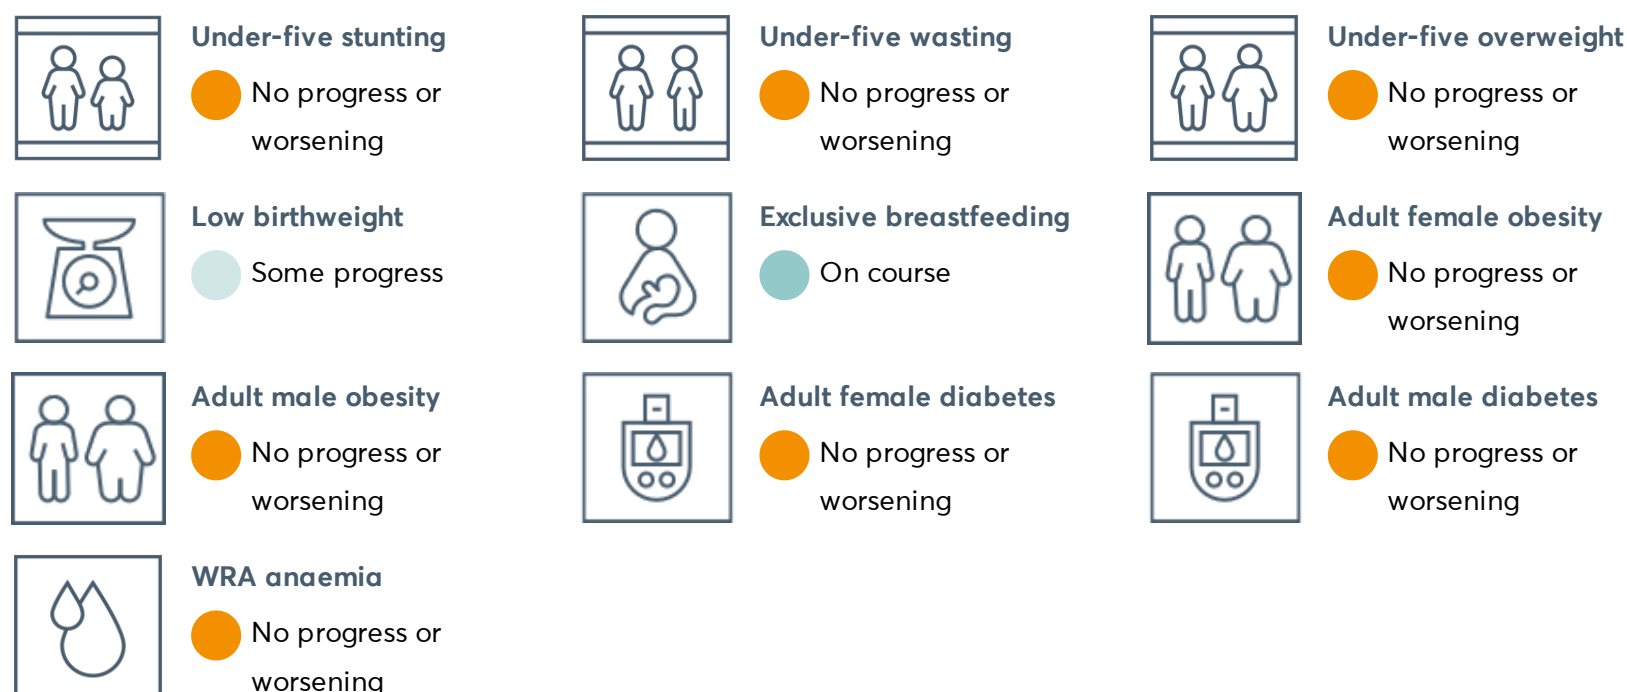 Under-five stunting
No progress or
worsening
Under-five wasting
No progress or
worsening
Under-five overweight
No progress or
worsening
Low birthweight
Some progress
Exclusive breastfeeding
On course
Adult female obesity
No progress or
worsening
Adult male obesity
No progress or
worsening
Adult female diabetes
No progress or
worsening
Adult male diabetes
No progress or
worsening
WRA anaemia
No progress or
worsening